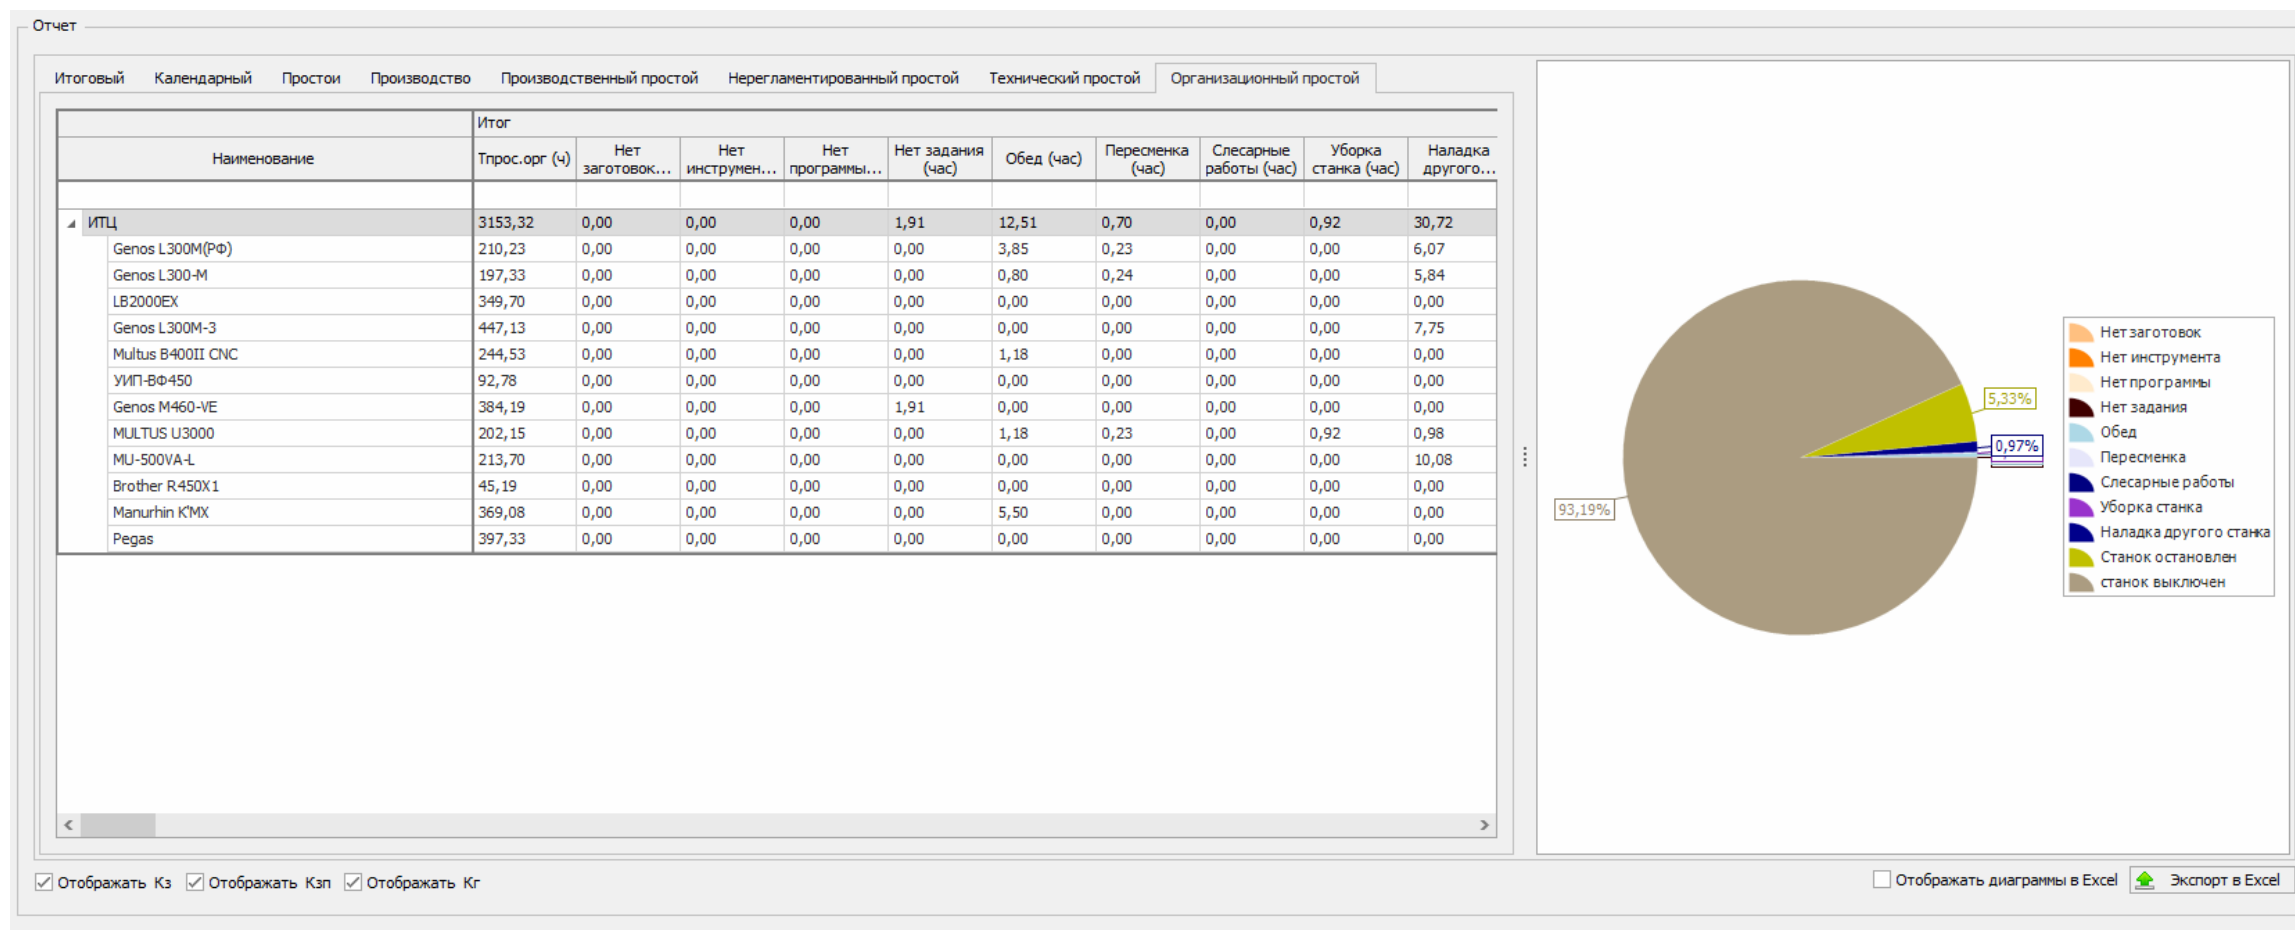 Отчет
Итоговый Календарный Простои Производство Производственный простой Нерегламентированный простой Технический простой Организационный простой
Итог
Наименование Tпрос.орг (ч) Нет заготовок... Нет инструмен... Нет программы... Нет задания (час) Обед (час) Пересменка (час) Слесарные работы (час) Уборка станка (час) Наладка другого...
ИТЦ 3153,32 0,00 0,00 0,00 1,91 12,51 0,70 0,00 0,92 30,72
Genos L300M(РФ) 210,23 0,00 0,00 0,00 0,00 3,85 0,23 0,00 0,00 6,07
Genos L300-M 197,33 0,00 0,00 0,00 0,00 0,80 0,24 0,00 0,00 5,84
LB2000EX 349,70 0,00 0,00 0,00 0,00 0,00 0,00 0,00 0,00 0,00
Genos L300M-3 447,13 0,00 0,00 0,00 0,00 0,00 0,00 0,00 0,00 7,75
Multus B400II CNC 244,53 0,00 0,00 0,00 0,00 1,18 0,00 0,00 0,00 0,00
УИП-ВФ450 92,78 0,00 0,00 0,00 0,00 0,00 0,00 0,00 0,00 0,00
Genos M460-VE 384,19 0,00 0,00 0,00 1,91 0,00 0,00 0,00 0,00 0,00
MULTUS U3000 202,15 0,00 0,00 0,00 0,00 1,18 0,23 0,00 0,92 0,98
MU-500VA-L 213,70 0,00 0,00 0,00 0,00 0,00 0,00 0,00 0,00 10,08
Brother R450X1 45,19 0,00 0,00 0,00 0,00 0,00 0,00 0,00 0,00 0,00
Manurhin K'MX 369,08 0,00 0,00 0,00 0,00 5,50 0,00 0,00 0,00 0,00
Pegas 397,33 0,00 0,00 0,00 0,00 0,00 0,00 0,00 0,00 0,00
5,33%
0,97%
93,19%
Нет заготовок
Нет инструмента
Нет программы
Нет задания
Обед
Пересменка
Слесарные работы
Уборка станка
Наладка другого станка
Станок остановлен
станок выключен
Отображать Кз Отображать Кзп Отображать Кг
Отображать диаграммы в Excel Экспорт в Excel